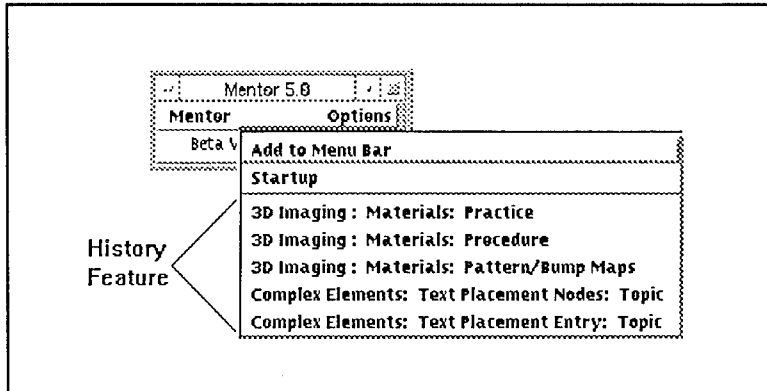 Mentor 5.0
Mentor Options
Beta V
Add to Menu Bar
Startup
3D Imaging : Materials: Practice
3D Imaging : Materials: Procedure
3D Imaging : Materials: Pattern/Bump Maps
Complex Elements: Text Placement Nodes: Topic
Complex Elements: Text Placement Entry: Topic
History
Feature